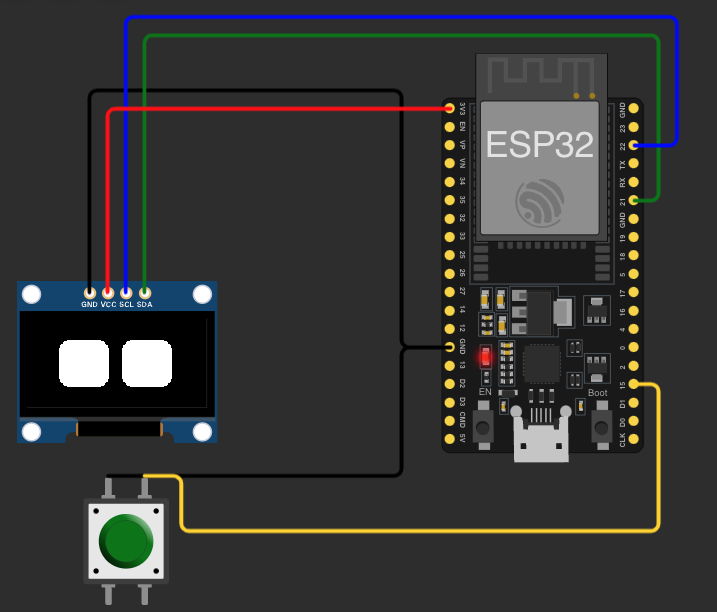 GND VCC SCL SDA
ESP32
3V3
EN
VP
VN
34
35
32
33
25
26
27
14
12
GND
13
D2
D3
CMD
5V
GND
23
22
TX
RX
21
GND
19
18
5
17
16
4
0
2
15
D1
D0
CLK
EN
Boot